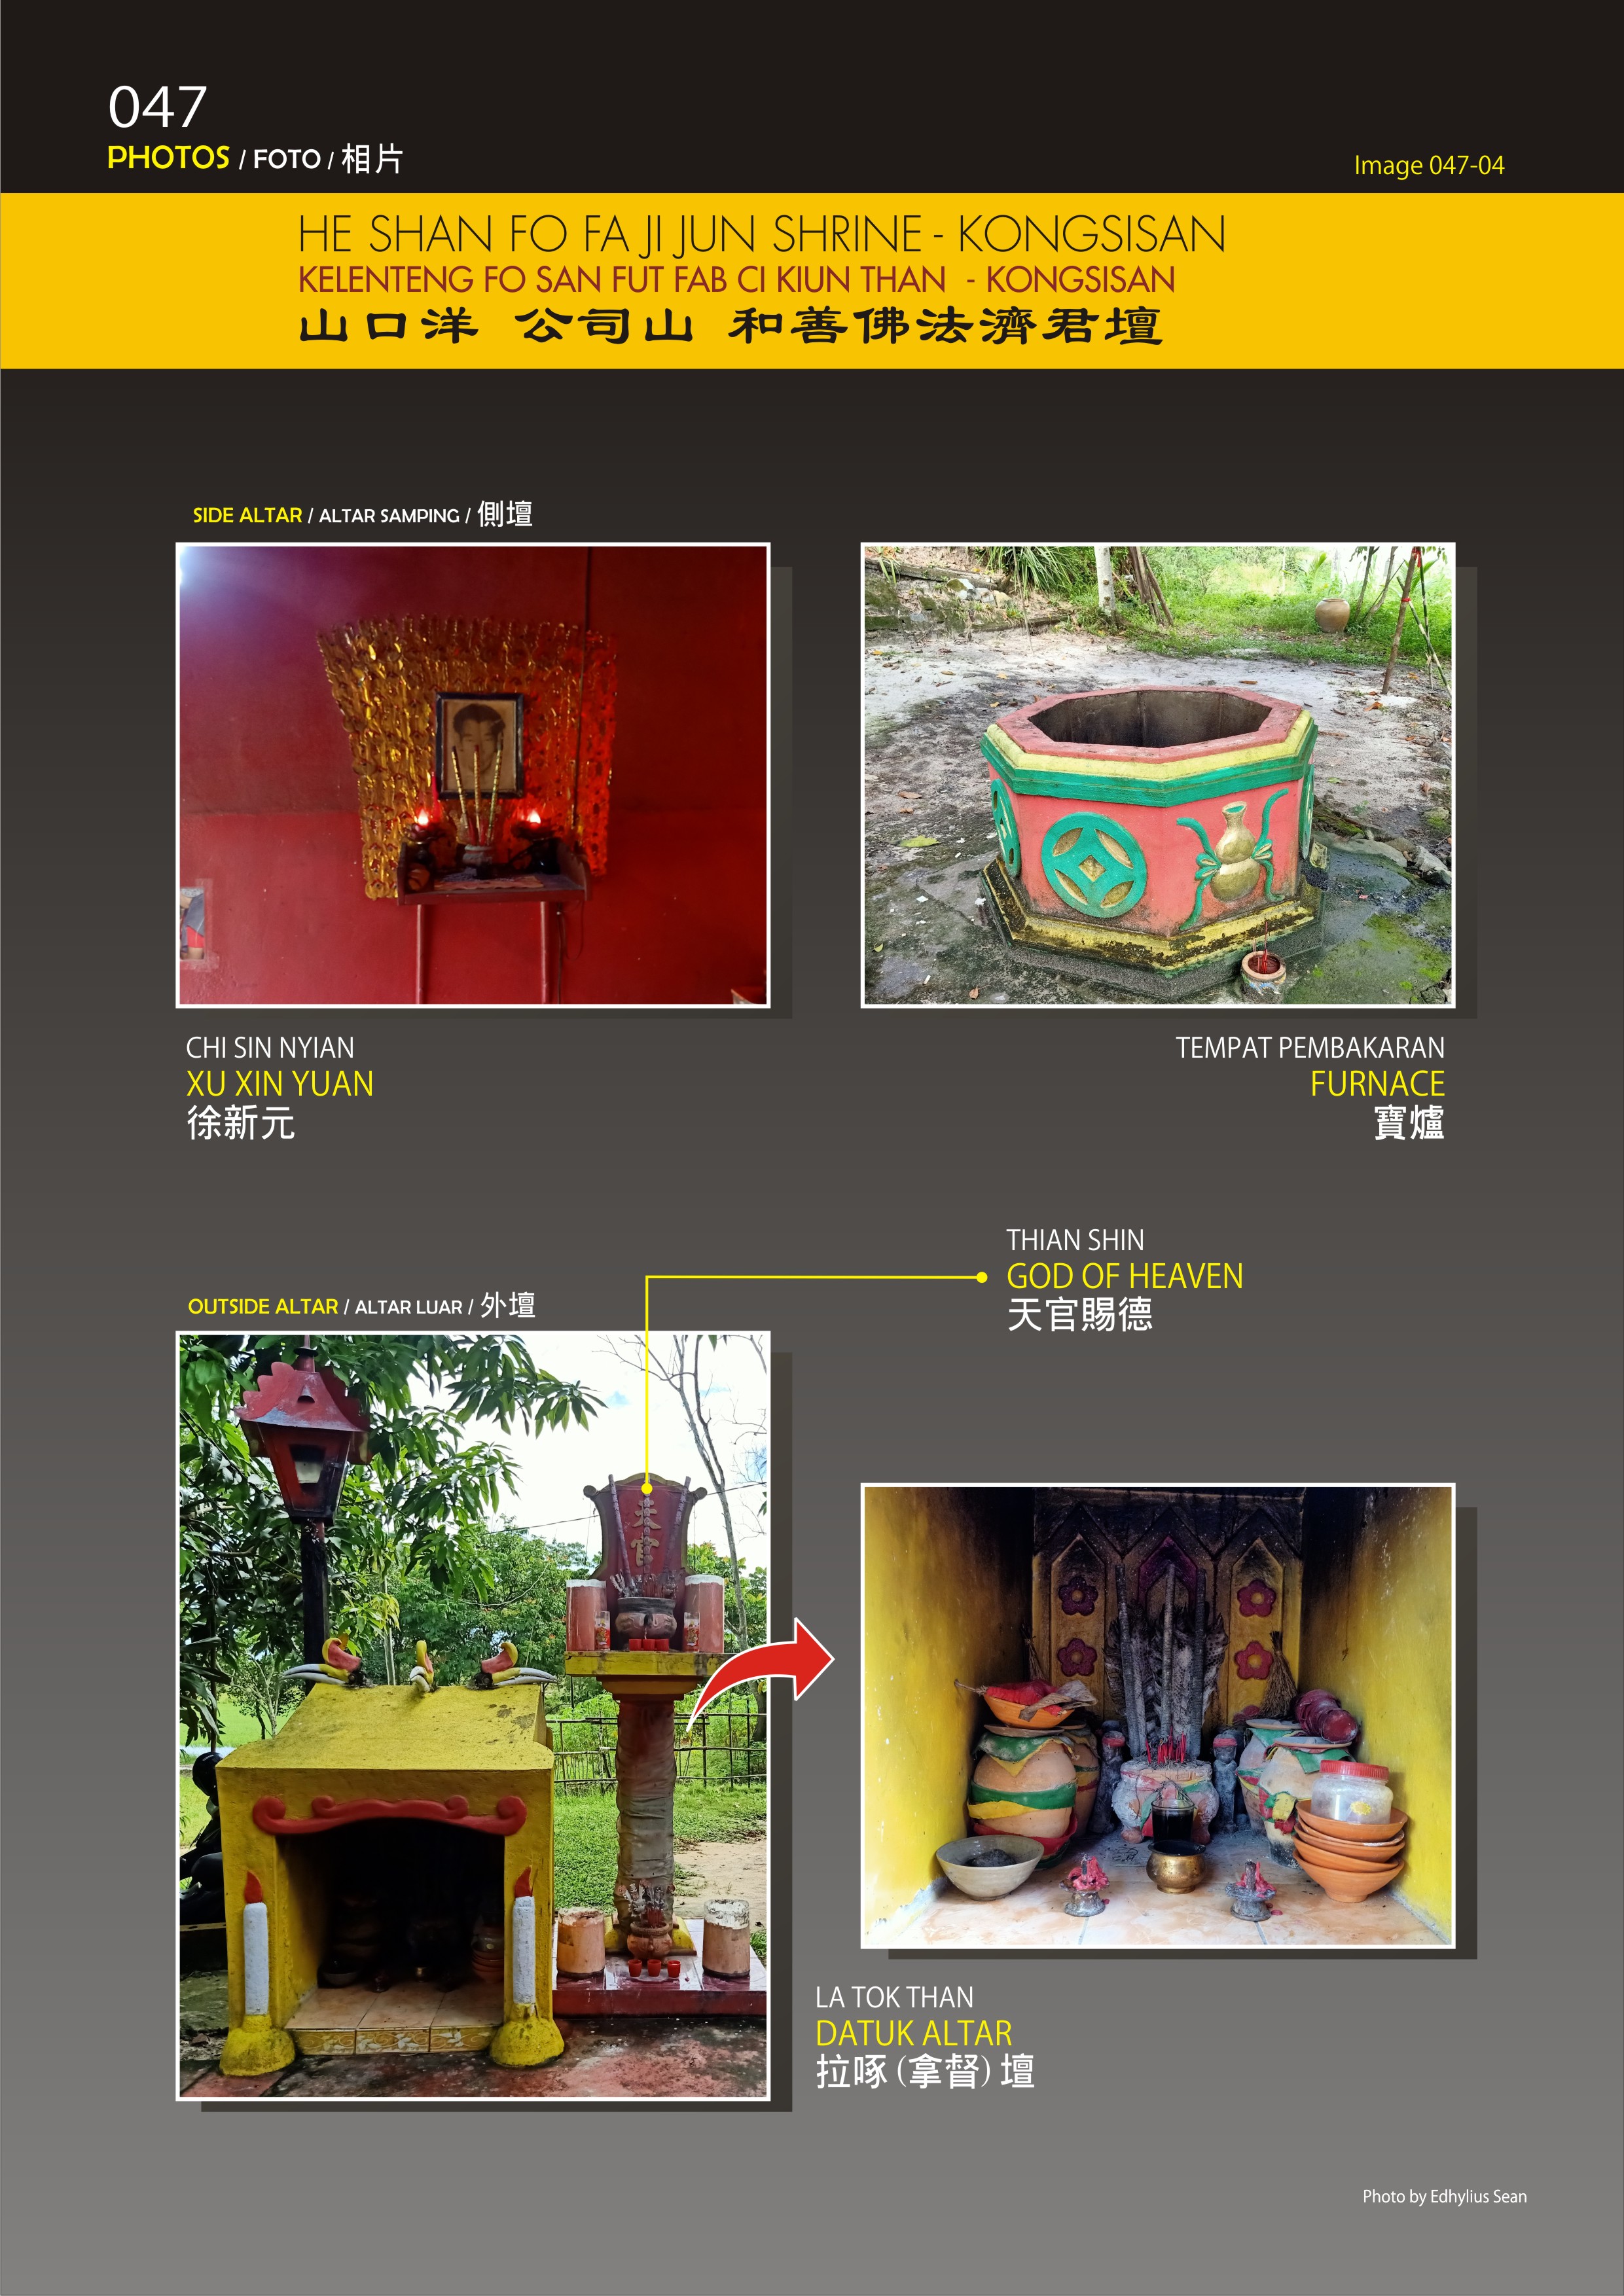 047
PHOTOS / FOTO / 相片
Image 047-04
HE SHAN FO FA JI JUN SHRINE - KONGSISAN
KELENTENG FO SAN FUT FAB CI KIUN THAN - KONGSISAN
山口洋 公司山 和善佛法濟君壇
SIDE ALTAR / ALTAR SAMPING / 側壇
CHI SIN NYIAN
XU XIN YUAN
徐新元
TEMPAT PEMBAKARAN
FURNACE
寶爐
THIAN SHIN
GOD OF HEAVEN
天官賜德
OUTSIDE ALTAR / ALTAR LUAR / 外壇
天官
LA TOK THAN
DATUK ALTAR
拉啄 (拿督) 壇
Photo by Edhylius Sean